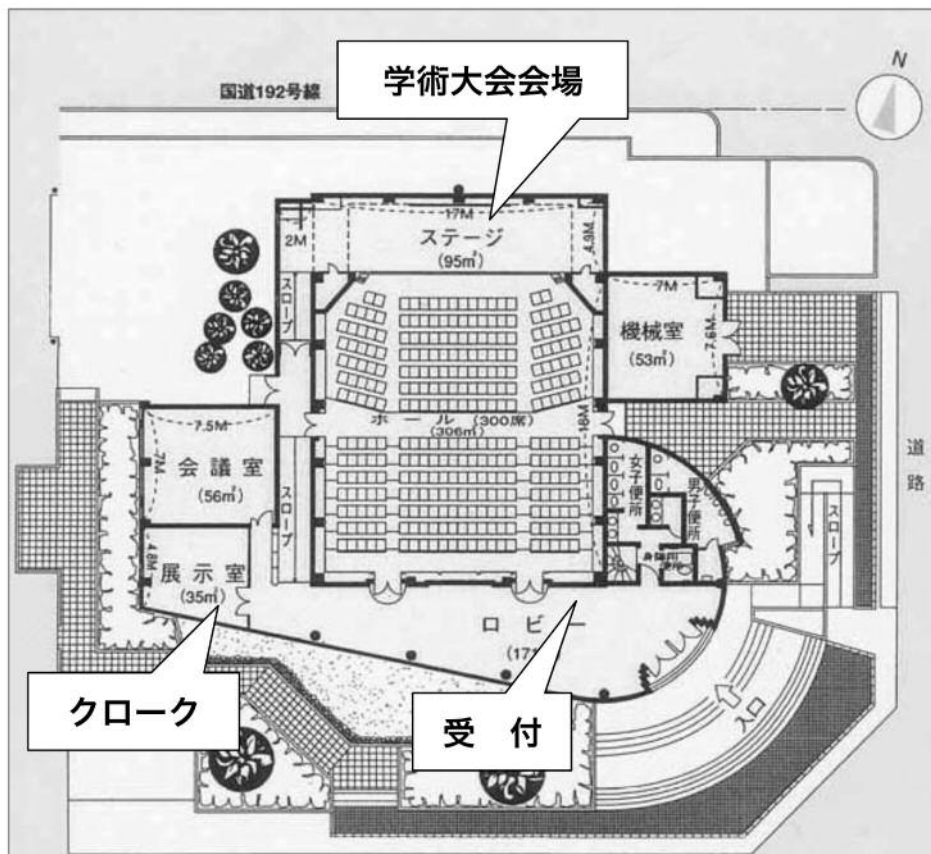 国道192号線
学術大会会場
N
17M
2M
ステージ
(95㎡)
4.9M
スロープ
7M
機械室
(53㎡)
7.6M
ホール (300席)
(306㎡)
18M
7.5M
会議室
(56㎡)
7M
スロープ
女子便所
男子便所
道路
スロープ
4.8M
展示室
(35㎡)
ロビー
クローク
受 付
入口